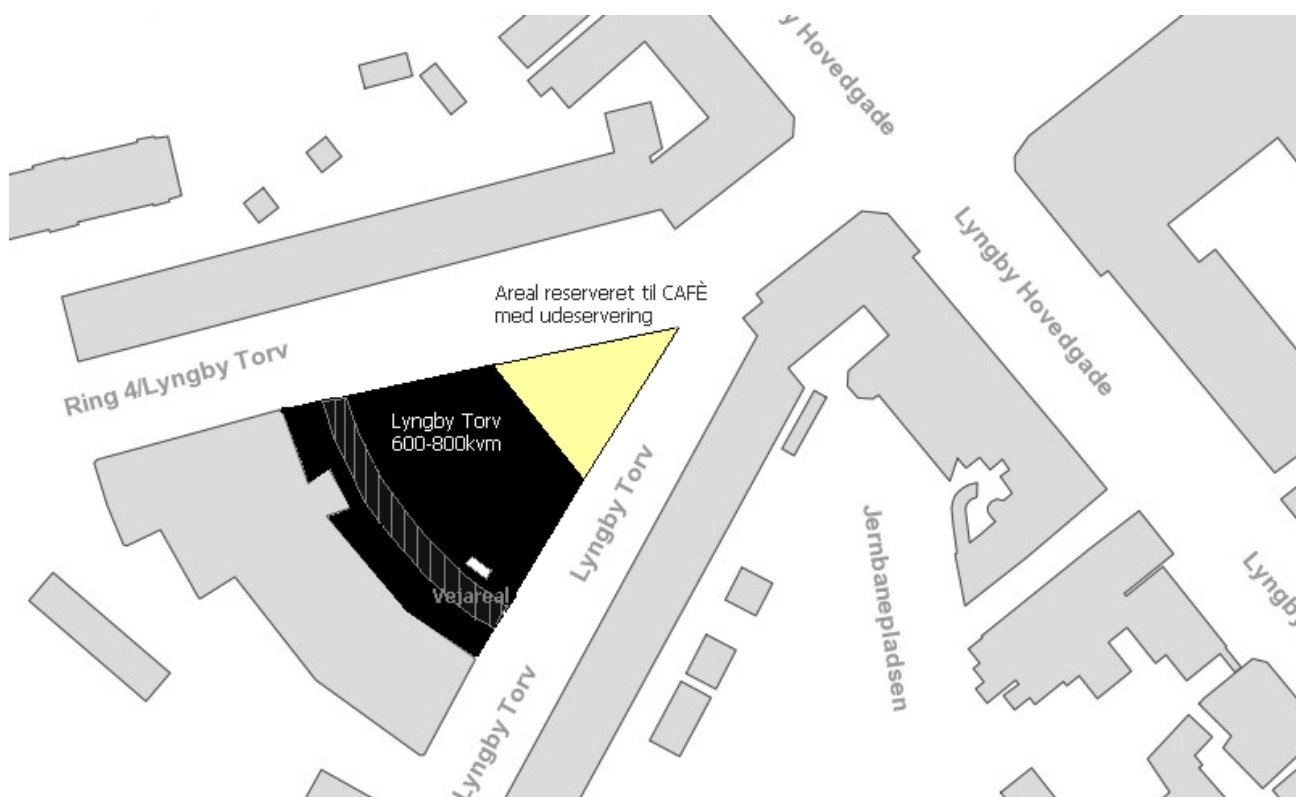 y Hovedgade
Lyngby Hovedgade
Areal reserveret til CAFÈ
med udeservering
Ring 4/Lyngby Torv
Lyngby Torv
600-800kvm
Lyngby Torv
Jernbanepladsen
Vejareal
Lyngby
Lyngby Torv